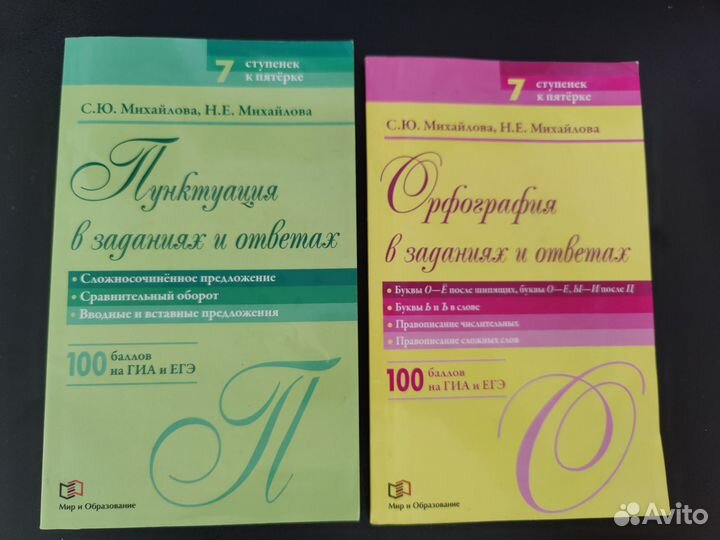 7 ступенек
к пятёрке
С.Ю. Михайлова, Н.Е. Михайлова
Пунктуация
в заданиях и ответах
• Сложносочинённое предложение
• Сравнительный оборот
• Вводные и вставные предложения
100 баллов
на ГИА и ЕГЭ
П
Мир и Образование
7 ступенек
к пятёрке
С.Ю. Михайлова, Н.Е. Михайлова
Орфография
в заданиях и ответах
• Буквы О—Ё после шипящих, буквы О—Е, Ы—И после Ц
• Буквы Ь и Ъ в слове
• Правописание числительных
• Правописание сложных слов
100 баллов
на ГИА и ЕГЭ
О
Мир и Образование
Avito